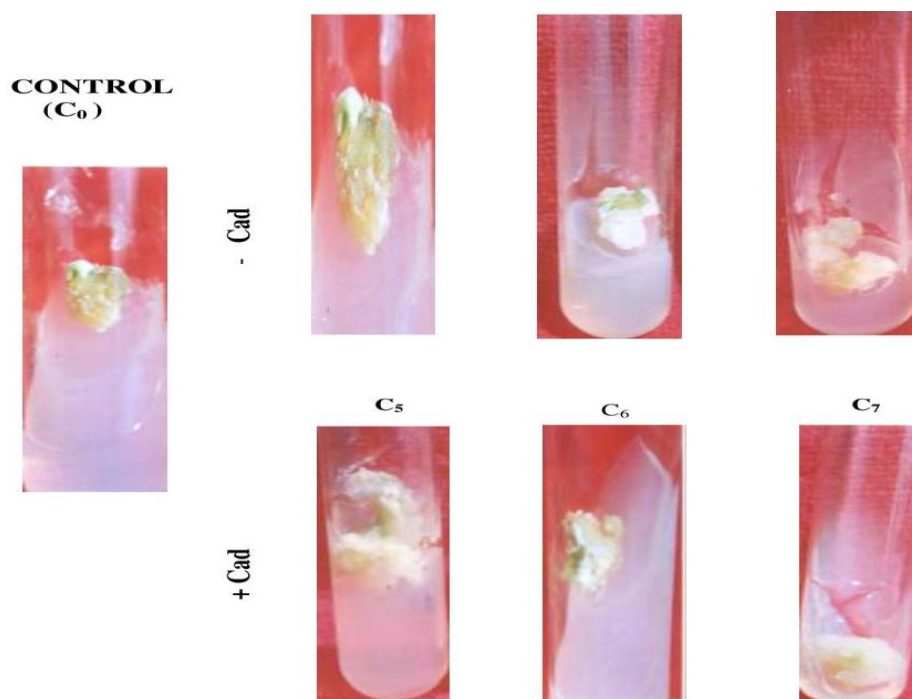 CONTROL
(C₀)
- Cad
C₅
C₆
C₇
+ Cad